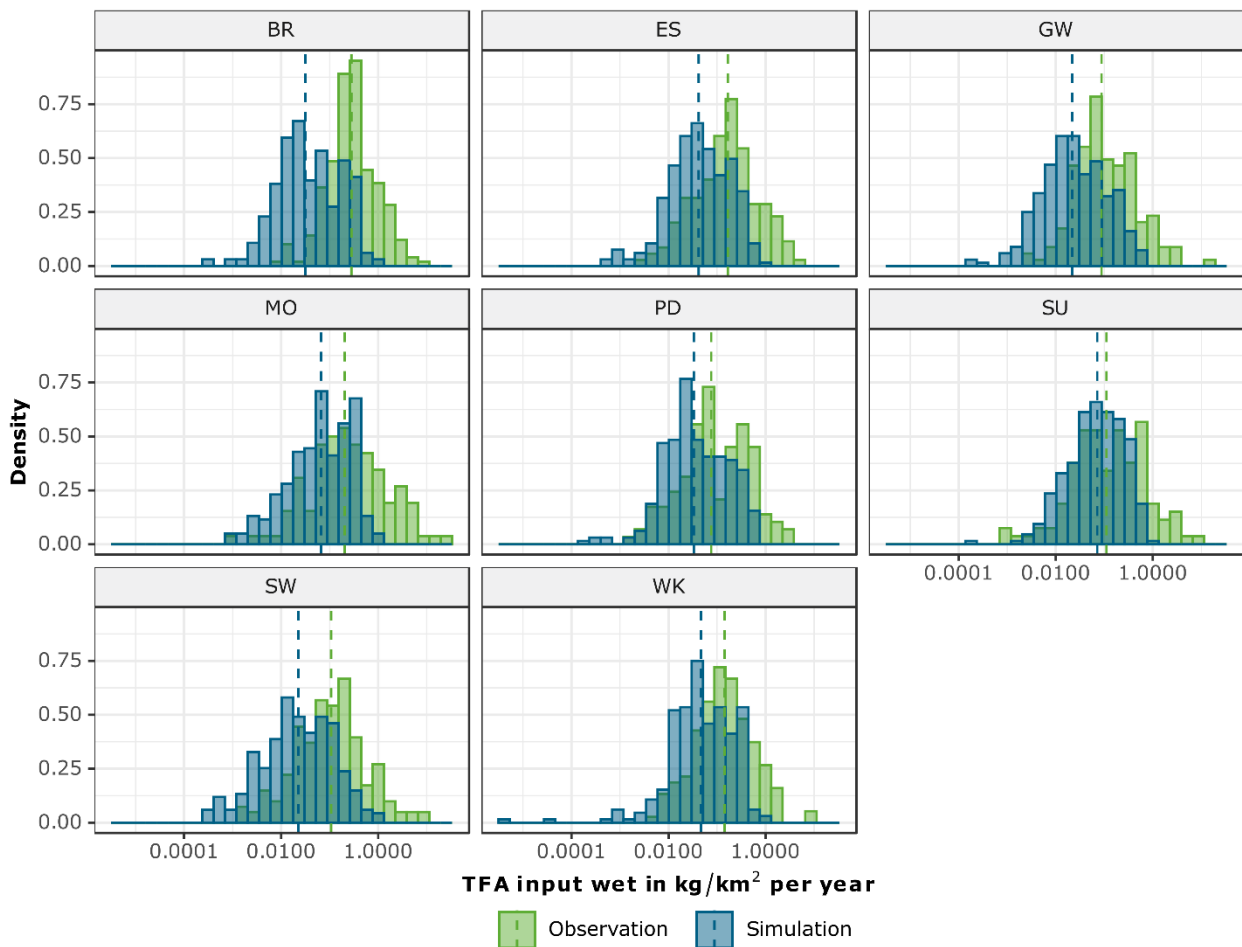 BR ES GW
0.75
0.50
0.25
0.00
MO PD SU
0.75
0.50
0.25
0.00
0.0001 0.0100 1.0000
SW WK
0.75
0.50
0.25
0.00
0.0001 0.0100 1.0000 0.0001 0.0100 1.0000
Density
TFA input wet in kg/km² per year
Observation Simulation